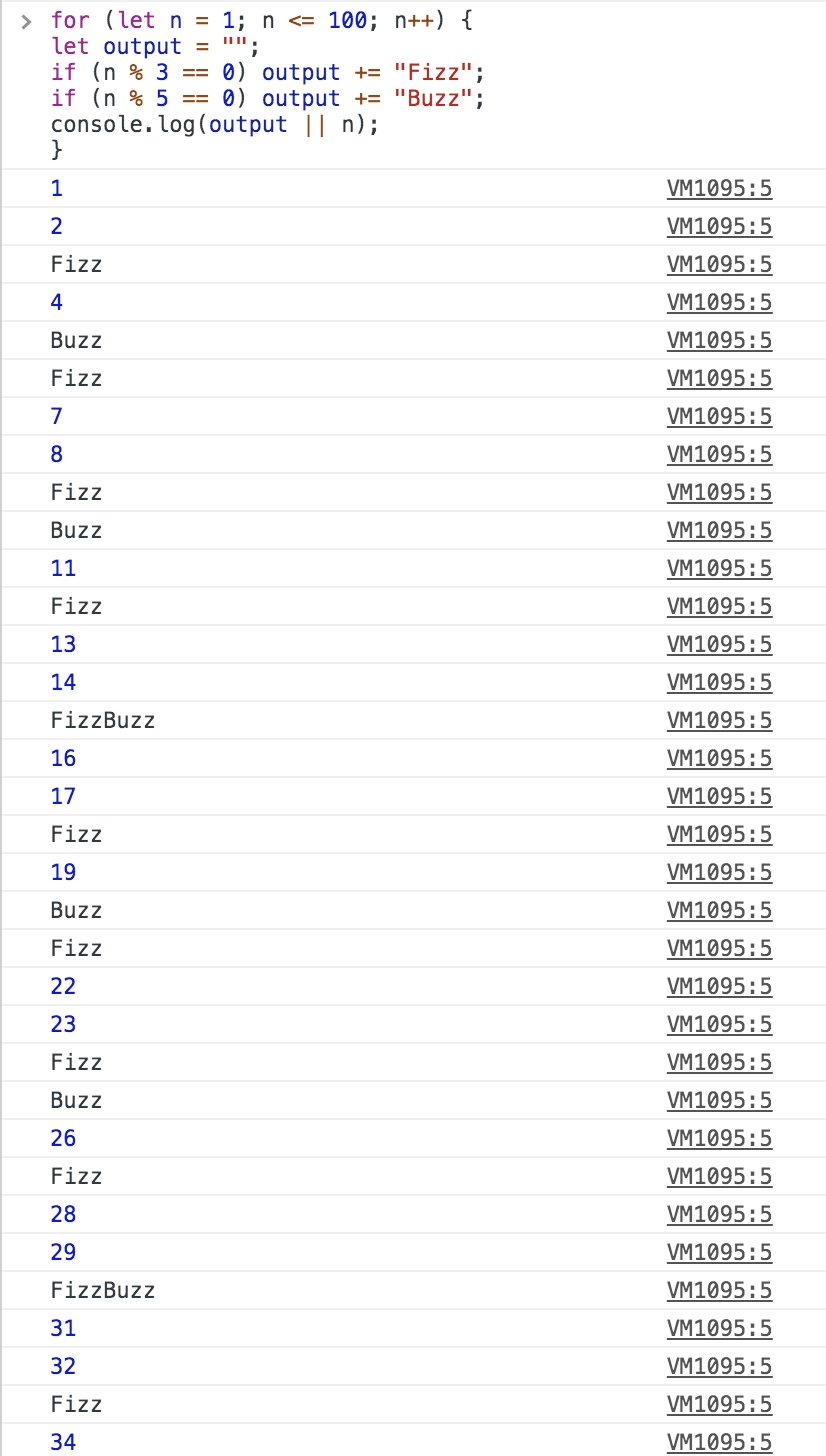 > for (let n = 1; n <= 100; n++) {
let output = "";
if (n % 3 == 0) output += "Fizz";
if (n % 5 == 0) output += "Buzz";
console.log(output || n);
}
1 VM1095:5
2 VM1095:5
Fizz VM1095:5
4 VM1095:5
Buzz VM1095:5
Fizz VM1095:5
7 VM1095:5
8 VM1095:5
Fizz VM1095:5
Buzz VM1095:5
11 VM1095:5
Fizz VM1095:5
13 VM1095:5
14 VM1095:5
FizzBuzz VM1095:5
16 VM1095:5
17 VM1095:5
Fizz VM1095:5
19 VM1095:5
Buzz VM1095:5
Fizz VM1095:5
22 VM1095:5
23 VM1095:5
Fizz VM1095:5
Buzz VM1095:5
26 VM1095:5
Fizz VM1095:5
28 VM1095:5
29 VM1095:5
FizzBuzz VM1095:5
31 VM1095:5
32 VM1095:5
Fizz VM1095:5
34 VM1095:5